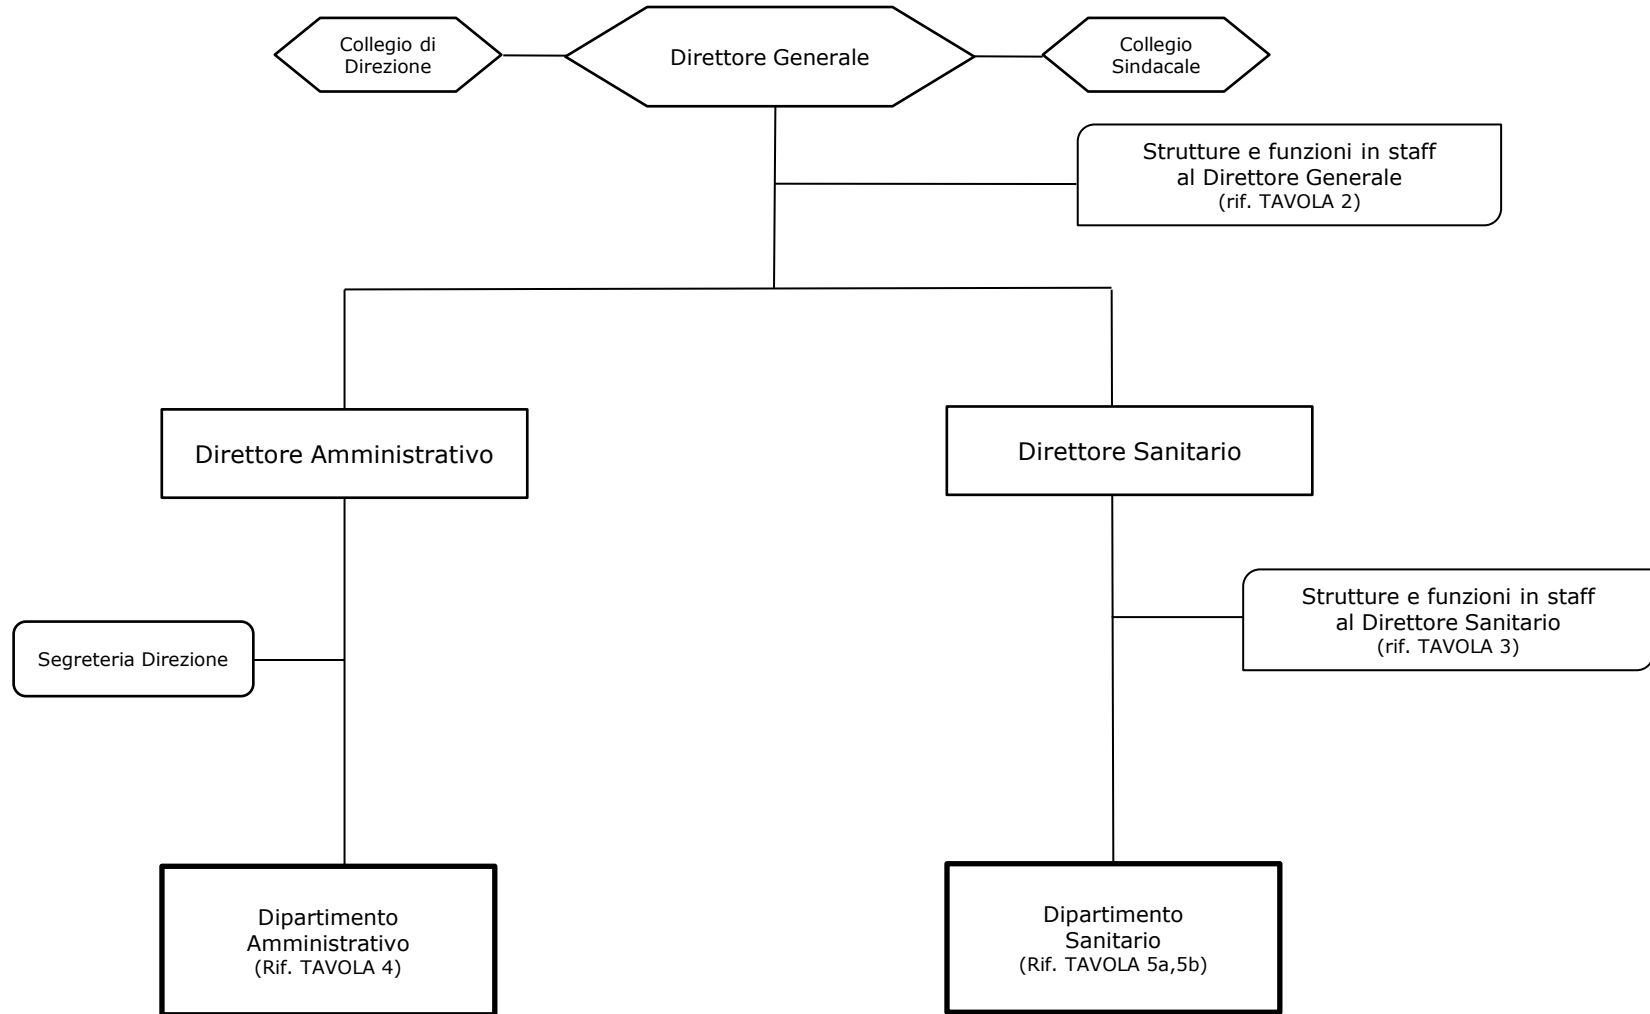 Collegio di
Direzione
Direttore Generale
Collegio
Sindacale
Strutture e funzioni in staff
al Direttore Generale
(rif. TAVOLA 2)
Direttore Amministrativo
Direttore Sanitario
Strutture e funzioni in staff
al Direttore Sanitario
(rif. TAVOLA 3)
Segreteria Direzione
Dipartimento
Amministrativo
(Rif. TAVOLA 4)
Dipartimento
Sanitario
(Rif. TAVOLA 5a,5b)